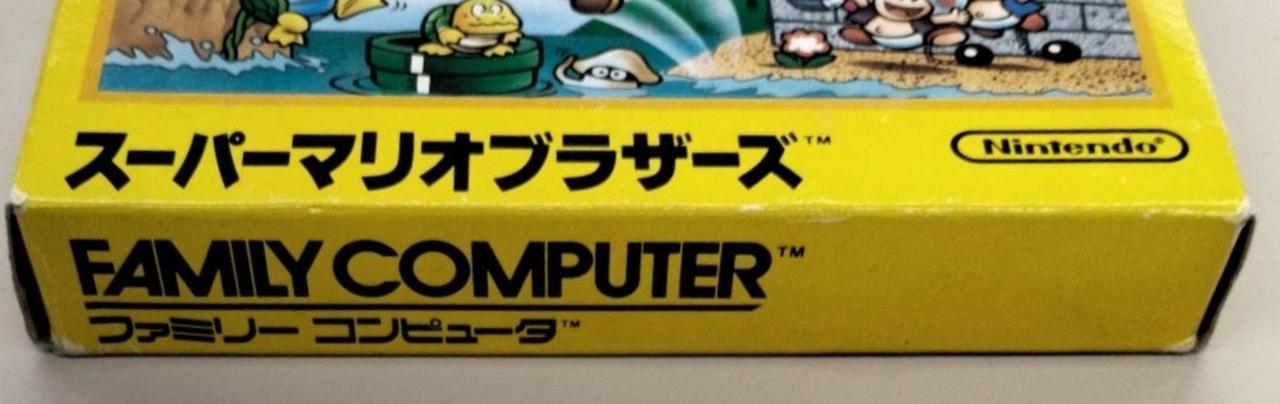 スーパーマリオブラザーズ™
Nintendo®
FAMILY COMPUTER™
ファミリー コンピュータ™